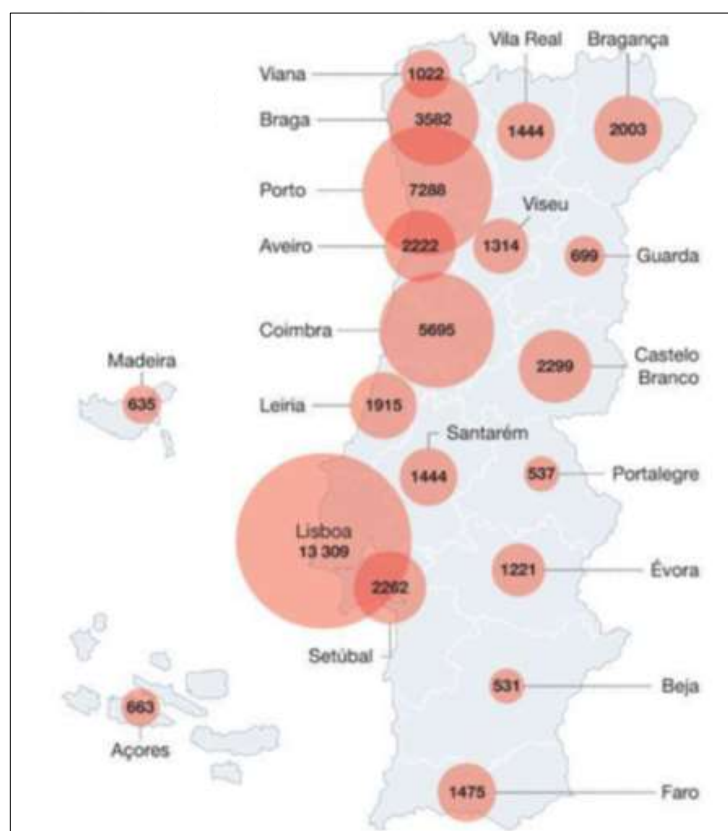 Vila Real
Bragança
Viana
1022
Braga
3582
1444
2003
Porto
7288
Viseu
Aveiro
2222
1314
699
Guarda
Coimbra
5695
Madeira
635
2299
Castelo
Branco
Leiria
1915
Santarém
1444
537
Portalegre
Lisboa
13 309
2262
1221
Évora
Setúbal
531
Beja
663
Açores
1475
Faro